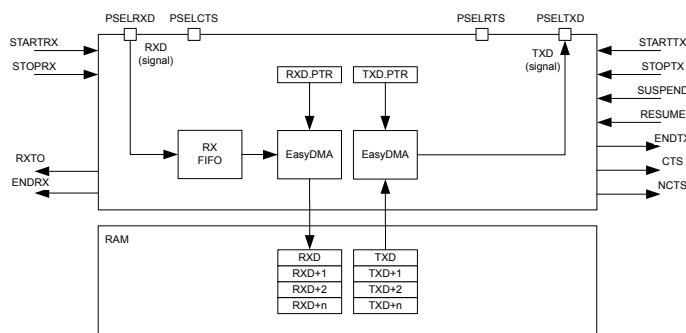 PSELRXD
PSELCTS
PSELRTS
PSELTXD
STARTRX
STOPRX
RXD
(signal)
TXD
(signal)
STARTTX
STOPTX
SUSPEND
RESUME
RXD.PTR
TXD.PTR
RX
FIFO
EasyDMA
EasyDMA
RXTO
ENDRX
ENDTX
CTS
NCTS
RAM
RXD
RXD+1
RXD+2
RXD+n
TXD
TXD+1
TXD+2
TXD+n